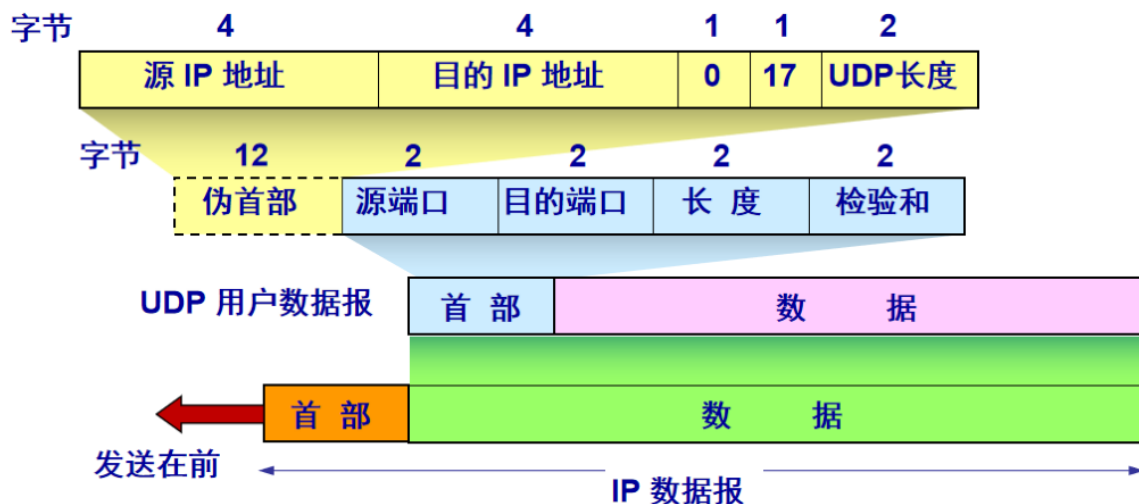 字节 4 4 1 1 2
源 IP 地址 目的 IP 地址 0 17 UDP长度
字节 12 2 2 2 2
伪首部 源端口 目的端口 长 度 检验和
UDP 用户数据报 首 部 数 据
首 部 数 据
发送在前
IP 数据报